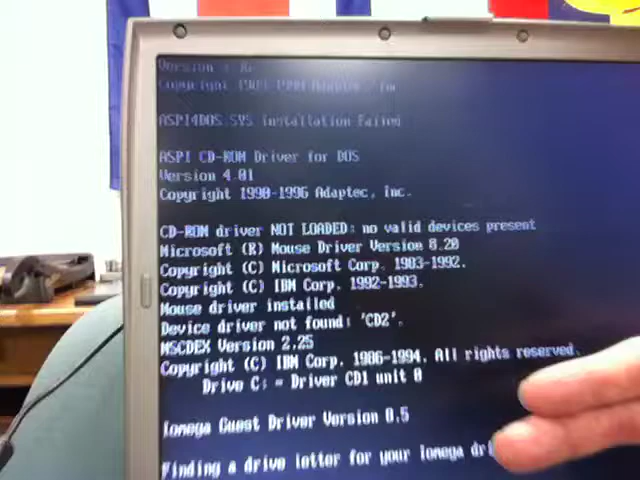 Version
Copyright
ASPI4DOS.SYS Installation Failed
ASPI CD-ROM Driver for DOS
Version 4.01
Copyright 1990-1996 Adaptec, Inc.
CD-ROM driver NOT LOADED: no valid devices present
Microsoft (R) Mouse Driver Version 8.20
Copyright (C) Microsoft Corp. 1983-1992.
Copyright (C) IBM Corp. 1992-1993.
Mouse driver installed
Device driver not found: 'CD2'.
MSCDEX Version 2.25
Copyright (C) IBM Corp. 1986-1994. All rights reserved.
Drive C: = Driver CD1 unit 0
Iomega Guest Driver Version 0.5
Finding a drive letter for your Iomega